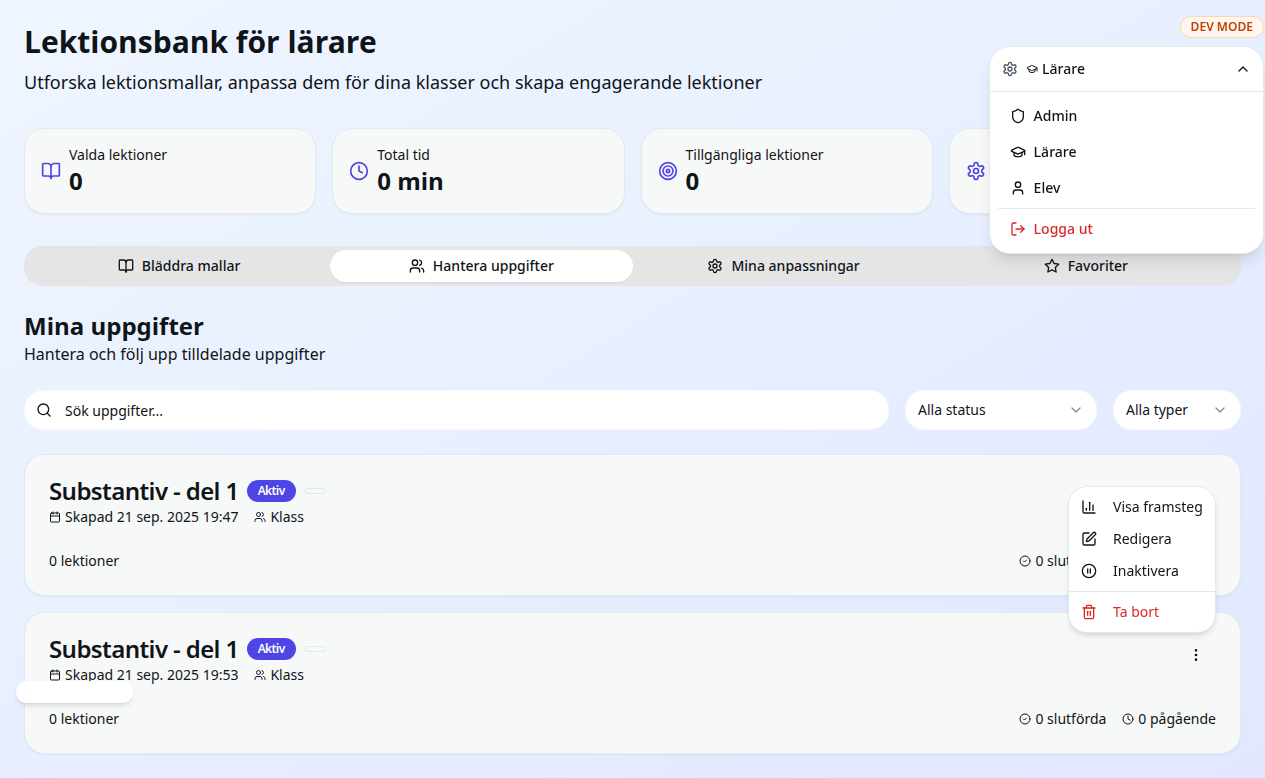 Lektionsbank för lärare
DEV MODE
Utforska lektionsmallar, anpassa dem för dina klasser och skapa engagerande lektioner
Lärare
Admin
Lärare
Elev
Logga ut
Valda lektioner
0
Total tid
0 min
Tillgängliga lektioner
0
Bläddra mallar
Hantera uppgifter
Mina anpassningar
Favoriter
Mina uppgifter
Hantera och följ upp tilldelade uppgifter
Sök uppgifter...
Alla status
Alla typer
Substantiv - del 1 Aktiv
Skapad 21 sep. 2025 19:47 Klass
0 lektioner
0 slut
Visa framsteg
Redigera
Inaktivera
Ta bort
Substantiv - del 1 Aktiv
Skapad 21 sep. 2025 19:53 Klass
0 lektioner
0 slutförda 0 pågående